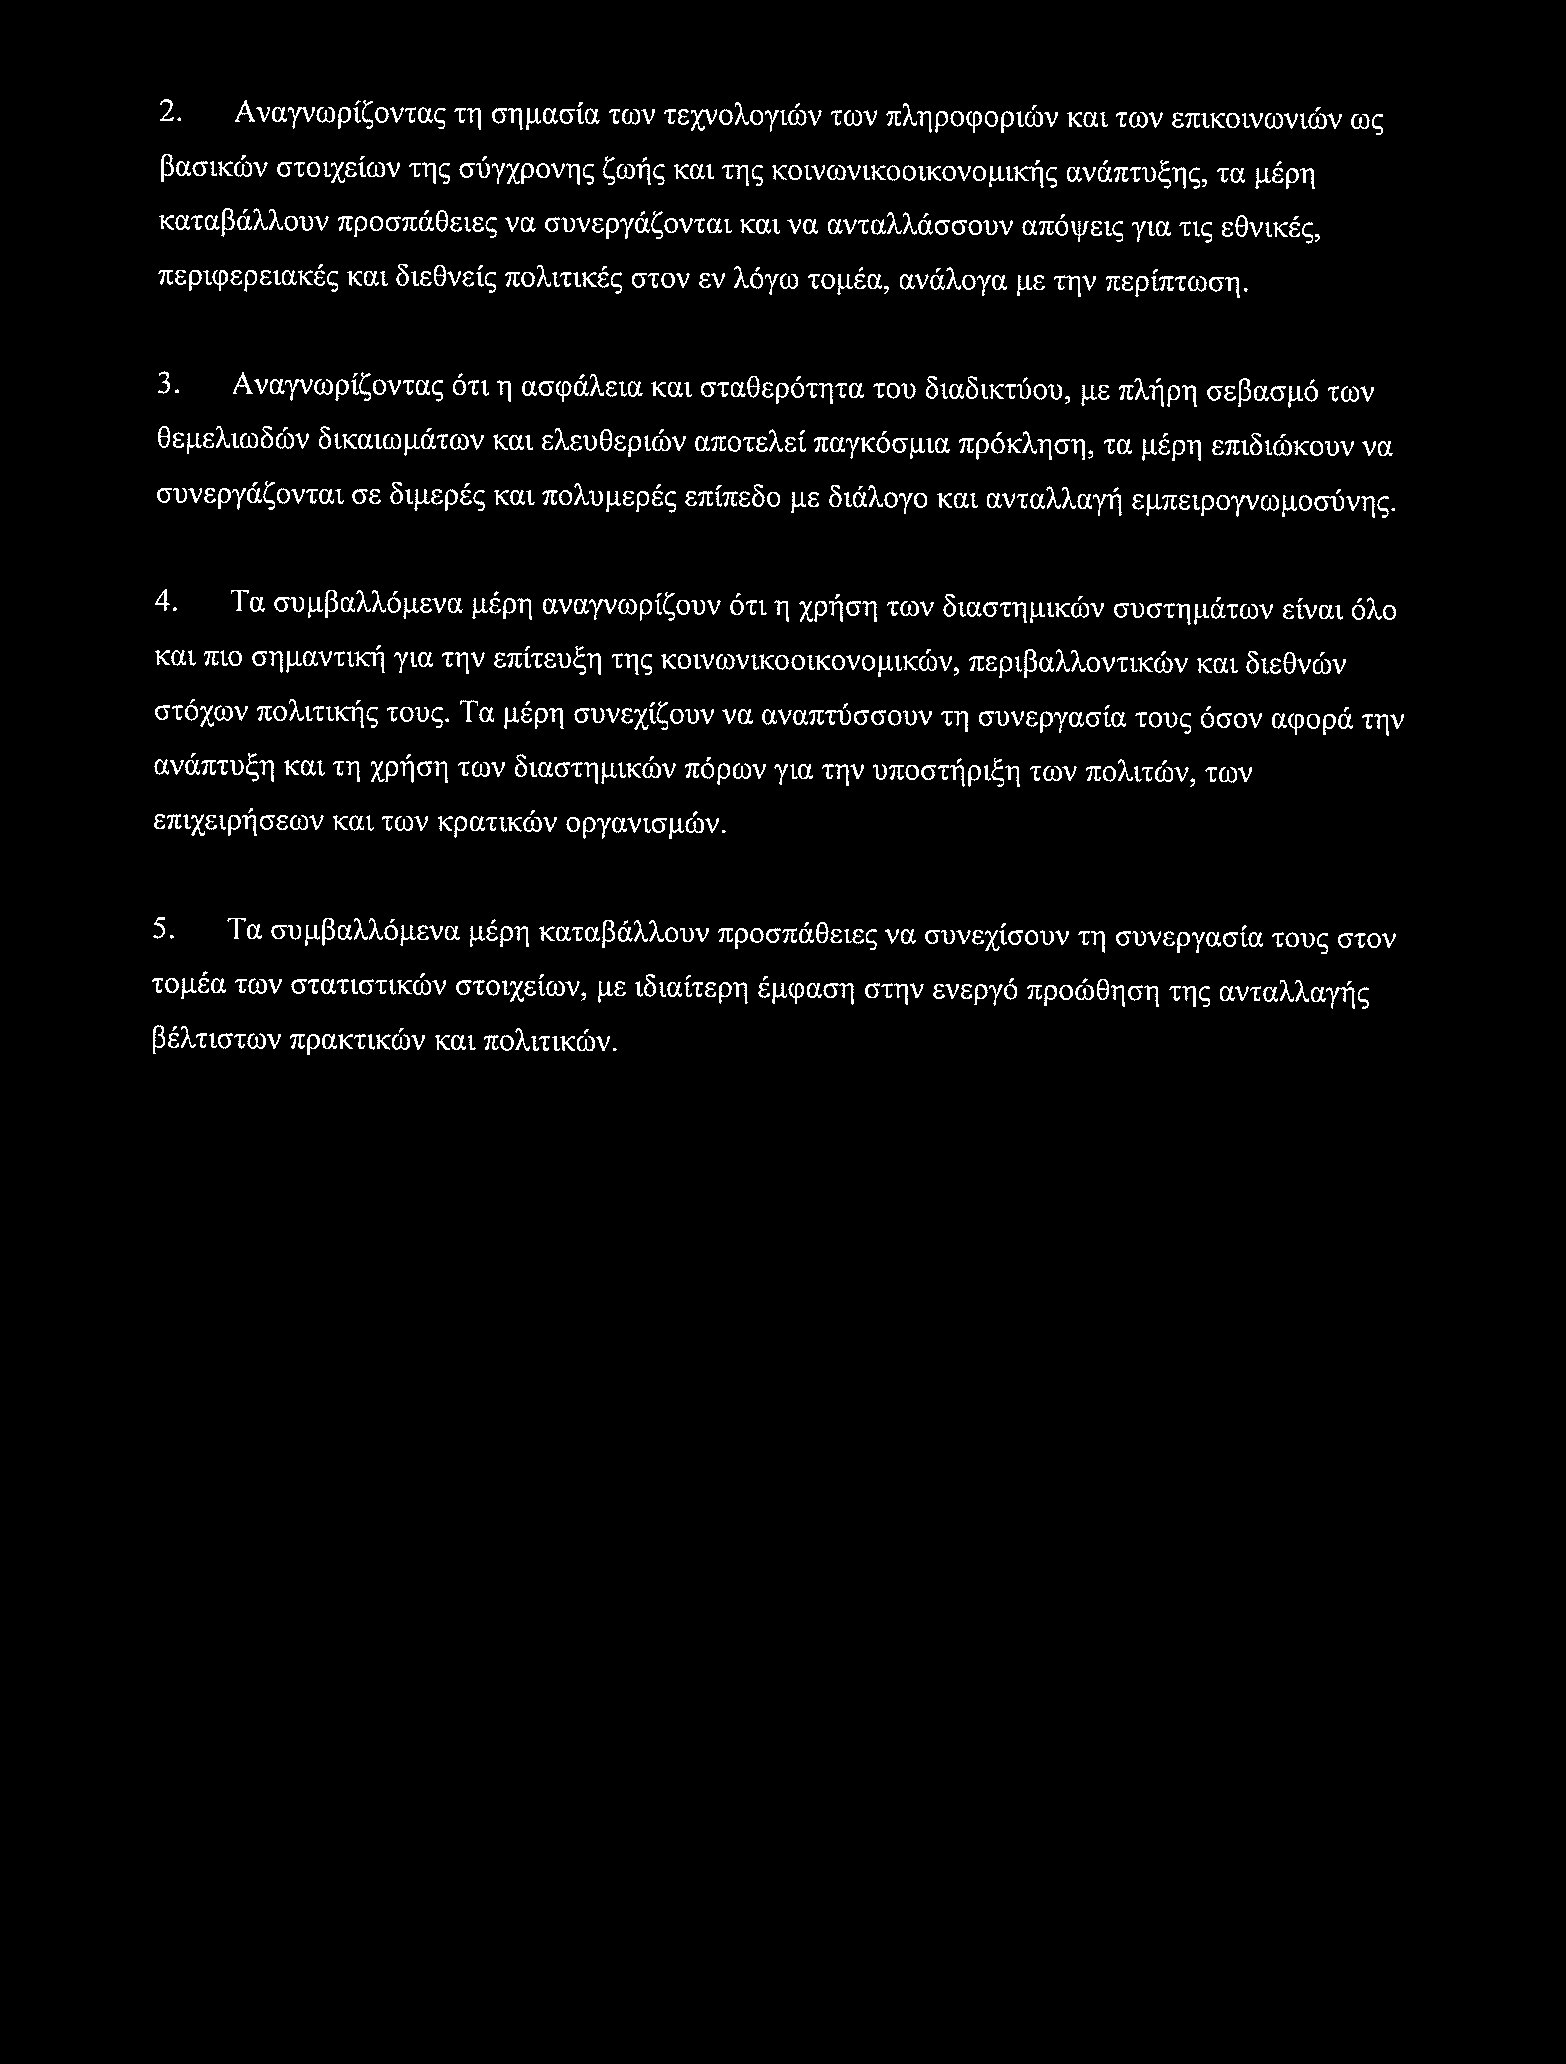 2. Αναγνωρίζοντας τη σημασία των τεχνολογιών των πληροφοριών και των επικοινωνιών ως
βασικών στοιχείων της σύγχρονης ζωής και της κοινωνικοοικονομικής ανάπτυξης, τα μέρη
καταβάλλουν προσπάθειες να συνεργάζονται και να ανταλλάσσουν απόψεις για τις εθνικές,
περιφερειακές και διεθνείς πολιτικές στον εν λόγω τομέα, ανάλογα με την περίπτωση.
3. Αναγνωρίζοντας ότι η ασφάλεια και σταθερότητα του διαδικτύου, με πλήρη σεβασμό των
θεμελιωδών δικαιωμάτων και ελευθεριών αποτελεί παγκόσμια πρόκληση, τα μέρη επιδιώκουν να
συνεργάζονται σε διμερές και πολυμερές επίπεδο με διάλογο και ανταλλαγή εμπειρογνωμοσύνης.
4. Τα συμβαλλόμενα μέρη αναγνωρίζουν ότι η χρήση των διαστημικών συστημάτων είναι όλο
και πιο σημαντική για την επίτευξη της κοινωνικοοικονομικών, περιβαλλοντικών και διεθνών
στόχων πολιτικής τους. Τα μέρη συνεχίζουν να αναπτύσσουν τη συνεργασία τους όσον αφορά την
ανάπτυξη και τη χρήση των διαστημικών πόρων για την υποστήριξη των πολιτών, των
επιχειρήσεων και των κρατικών οργανισμών.
5. Τα συμβαλλόμενα μέρη καταβάλλουν προσπάθειες να συνεχίσουν τη συνεργασία τους στον
τομέα των στατιστικών στοιχείων, με ιδιαίτερη έμφαση στην ενεργό προώθηση της ανταλλαγής
βέλτιστων πρακτικών και πολιτικών.